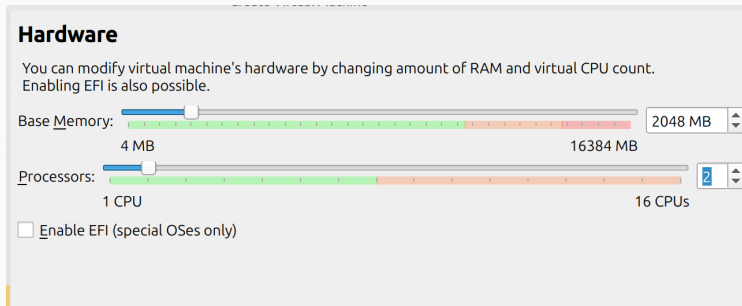 Hardware
You can modify virtual machine's hardware by changing amount of RAM and virtual CPU count.
Enabling EFI is also possible.
Base Memory: 2048 MB
4 MB 16384 MB
Processors: 2
1 CPU 16 CPUs
Enable EFI (special OSes only)